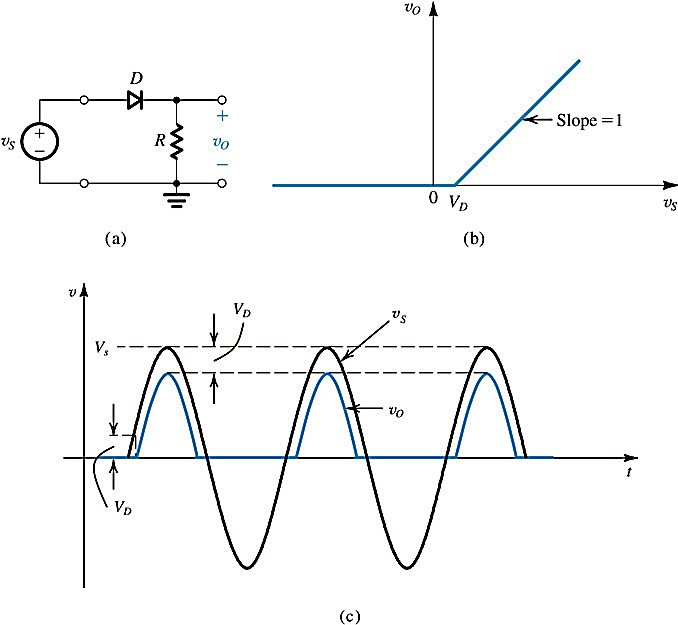 D
v_S
+
−
R
+
v_O
−
(a)
v_O
Slope = 1
0
V_D
v_S
(b)
v
V_D
v_S
V_s
v_O
t
V_D
(c)